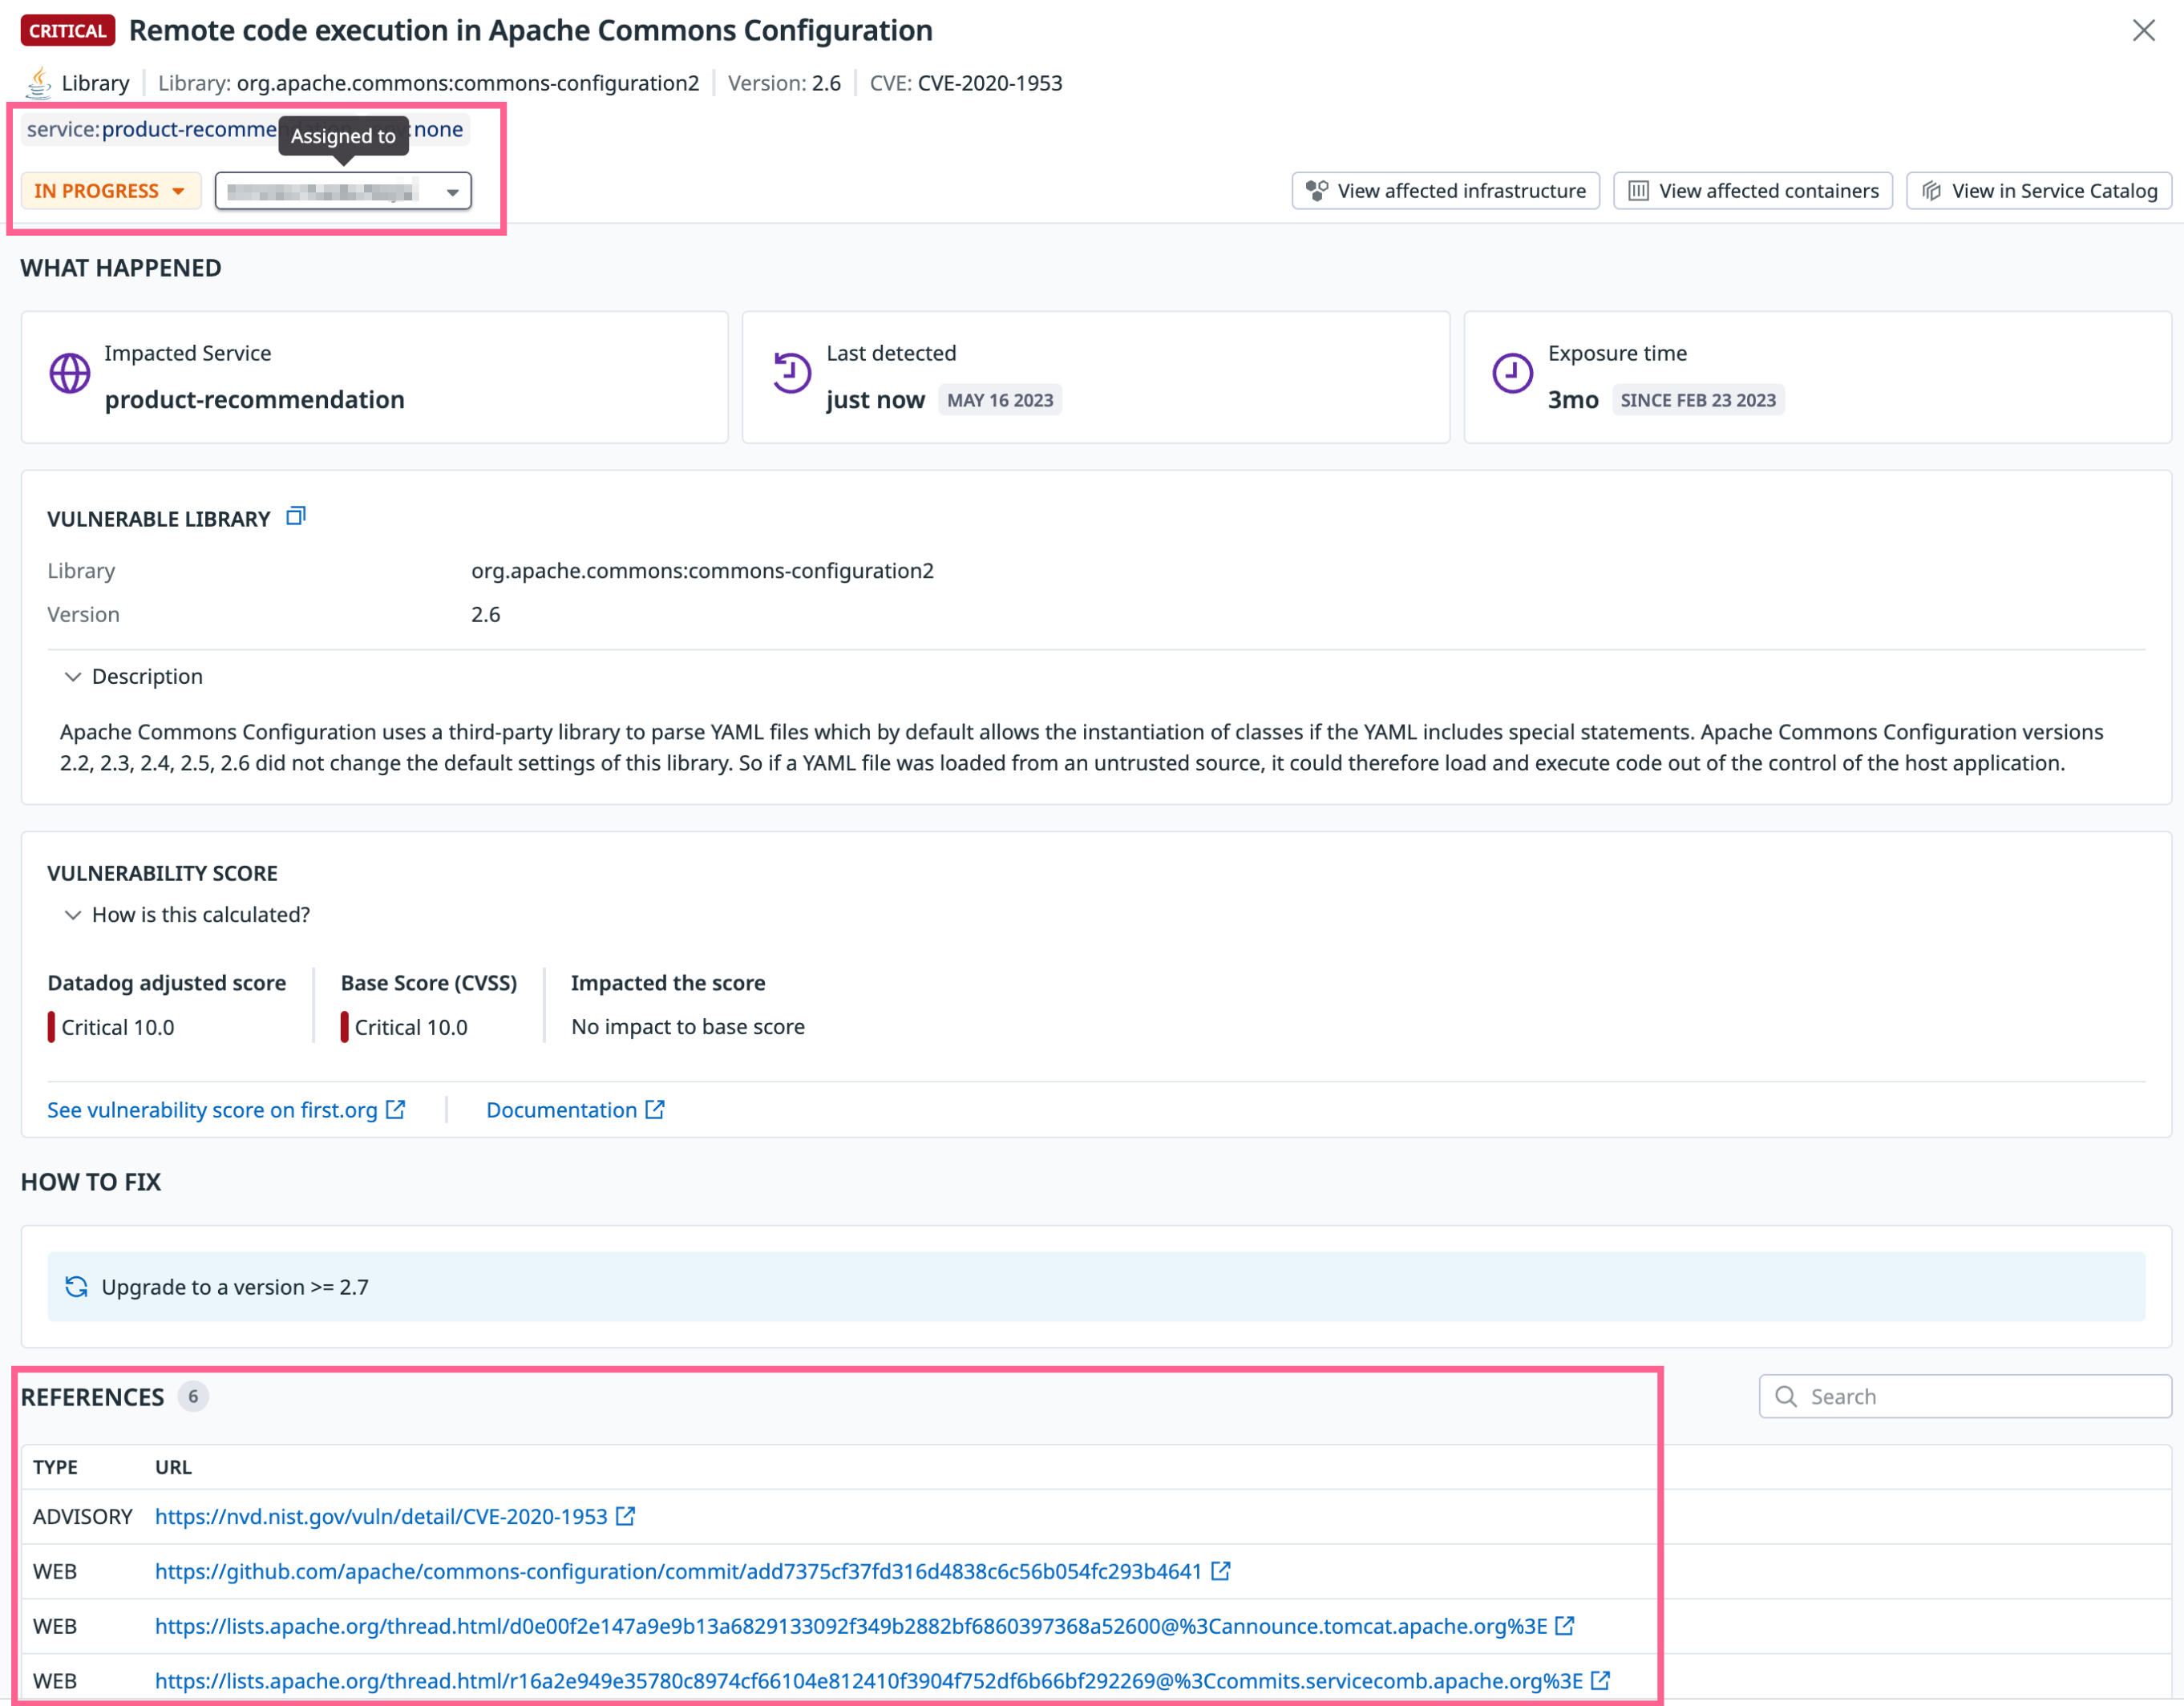 CRITICAL Remote code execution in Apache Commons Configuration
Library Library: org.apache.commons:commons-configuration2 Version: 2.6 CVE: CVE-2020-1953
service:product-recomme none
Assigned to
IN PROGRESS View affected infrastructure View affected containers View in Service Catalog
WHAT HAPPENED
Impacted Service
product-recommendation
Last detected
just now MAY 16 2023
Exposure time
3mo SINCE FEB 23 2023
VULNERABLE LIBRARY
Library org.apache.commons:commons-configuration2
Version 2.6
Description
Apache Commons Configuration uses a third-party library to parse YAML files which by default allows the instantiation of classes if the YAML includes special statements. Apache Commons Configuration versions
2.2, 2.3, 2.4, 2.5, 2.6 did not change the default settings of this library. So if a YAML file was loaded from an untrusted source, it could therefore load and execute code out of the control of the host application.
VULNERABILITY SCORE
How is this calculated?
Datadog adjusted score Base Score (CVSS) Impacted the score
Critical 10.0 Critical 10.0 No impact to base score
See vulnerability score on first.org Documentation
HOW TO FIX
Upgrade to a version >= 2.7
REFERENCES 6 Search
TYPE URL
ADVISORY https://nvd.nist.gov/vuln/detail/CVE-2020-1953
WEB https://github.com/apache/commons-configuration/commit/add7375cf37fd316d4838c6c56b054fc293b4641
WEB https://lists.apache.org/thread.html/d0e00f2e147a9e9b13a6829133092f349b2882bf6860397368a52600@%3Cannounce.tomcat.apache.org%3E
WEB https://lists.apache.org/thread.html/r16a2e949e35780c8974cf66104e812410f3904f752df6b66bf292269@%3Ccommits.servicecomb.apache.org%3E